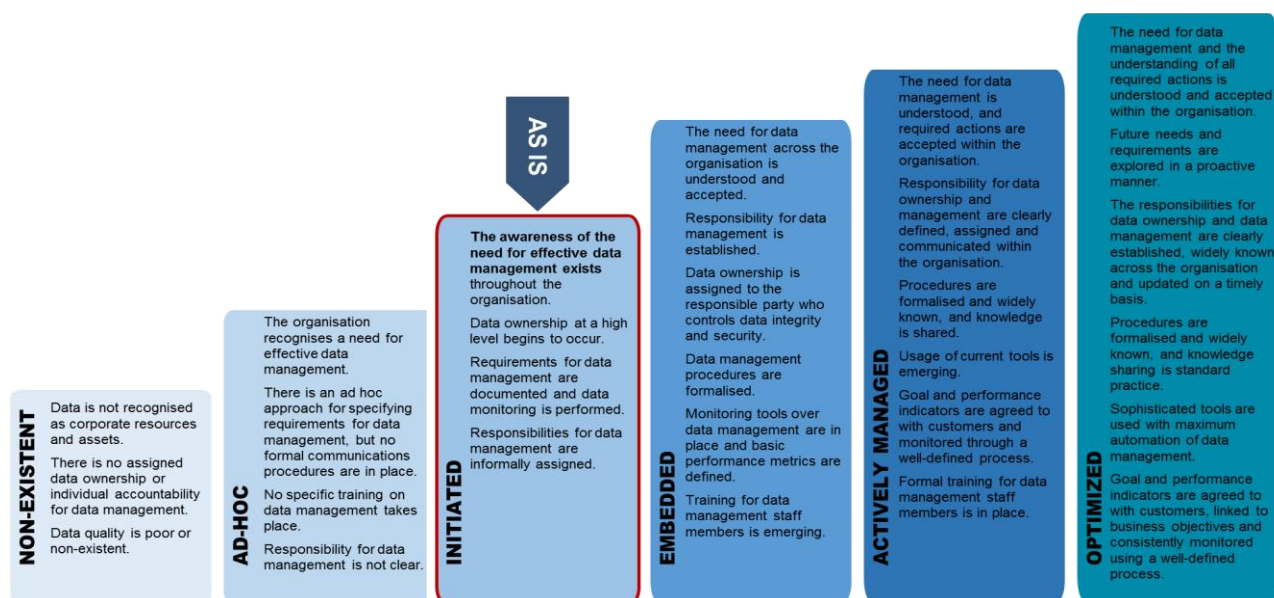 NON-EXISTENT
Data is not recognised
as corporate resources
and assets.
There is no assigned
data ownership or
individual accountability
for data management.
Data quality is poor or
non-existent.
AD-HOC
The organisation
recognises a need for
effective data
management.
There is an ad hoc
approach for specifying
requirements for data
management, but no
formal communications
procedures are in place.
No specific training on
data management takes
place.
Responsibility for data
management is not clear.
AS IS
INITIATED
The awareness of the
need for effective data
management exists
throughout the
organisation.
Data ownership at a high
level begins to occur.
Requirements for data
management are
documented and data
monitoring is performed.
Responsibilities for data
management are
informally assigned.
EMBEDDED
The need for data
management across the
organisation is
understood and
accepted.
Responsibility for data
management is
established.
Data ownership is
assigned to the
responsible party who
controls data integrity
and security.
Data management
procedures are
formalised.
Monitoring tools over
data management are in
place and basic
performance metrics are
defined.
Training for data
management staff
members is emerging.
ACTIVELY MANAGED
The need for data
management is
understood, and
required actions are
accepted within the
organisation.
Responsibility for data
ownership and
management are clearly
defined, assigned and
communicated within
the organisation.
Procedures are
formalised and widely
known, and knowledge
is shared.
Usage of current tools is
emerging.
Goal and performance
indicators are agreed to
with customers and
monitored through a
well-defined process.
Formal training for data
management staff
members is in place.
OPTIMIZED
The need for data
management and the
understanding of all
required actions is
understood and accepted
within the organisation.
Future needs and
requirements are
explored in a proactive
manner.
The responsibilities for
data ownership and data
management are clearly
established, widely known
across the organisation
and updated on a timely
basis.
Procedures are
formalised and widely
known, and knowledge
sharing is standard
practice.
Sophisticated tools are
used with maximum
automation of data
management.
Goal and performance
indicators are agreed to
with customers, linked to
business objectives and
consistently monitored
using a well-defined
process.